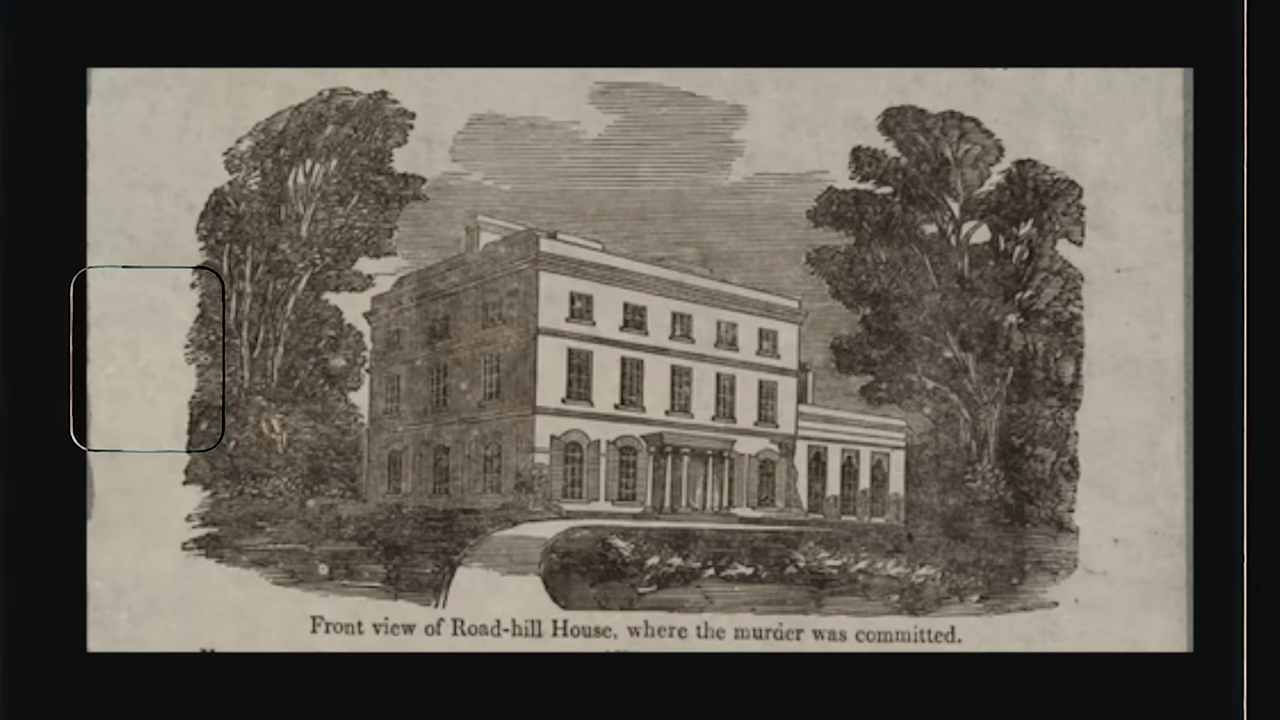 Front view of Road-hill House, where the murder was committed.